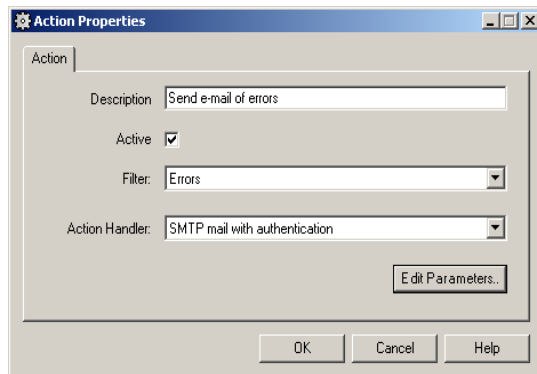 Action Properties
Action
Description Send e-mail of errors
Active
Filter: Errors
Action Handler: SMTP mail with authentication
Edit Parameters..
OK Cancel Help